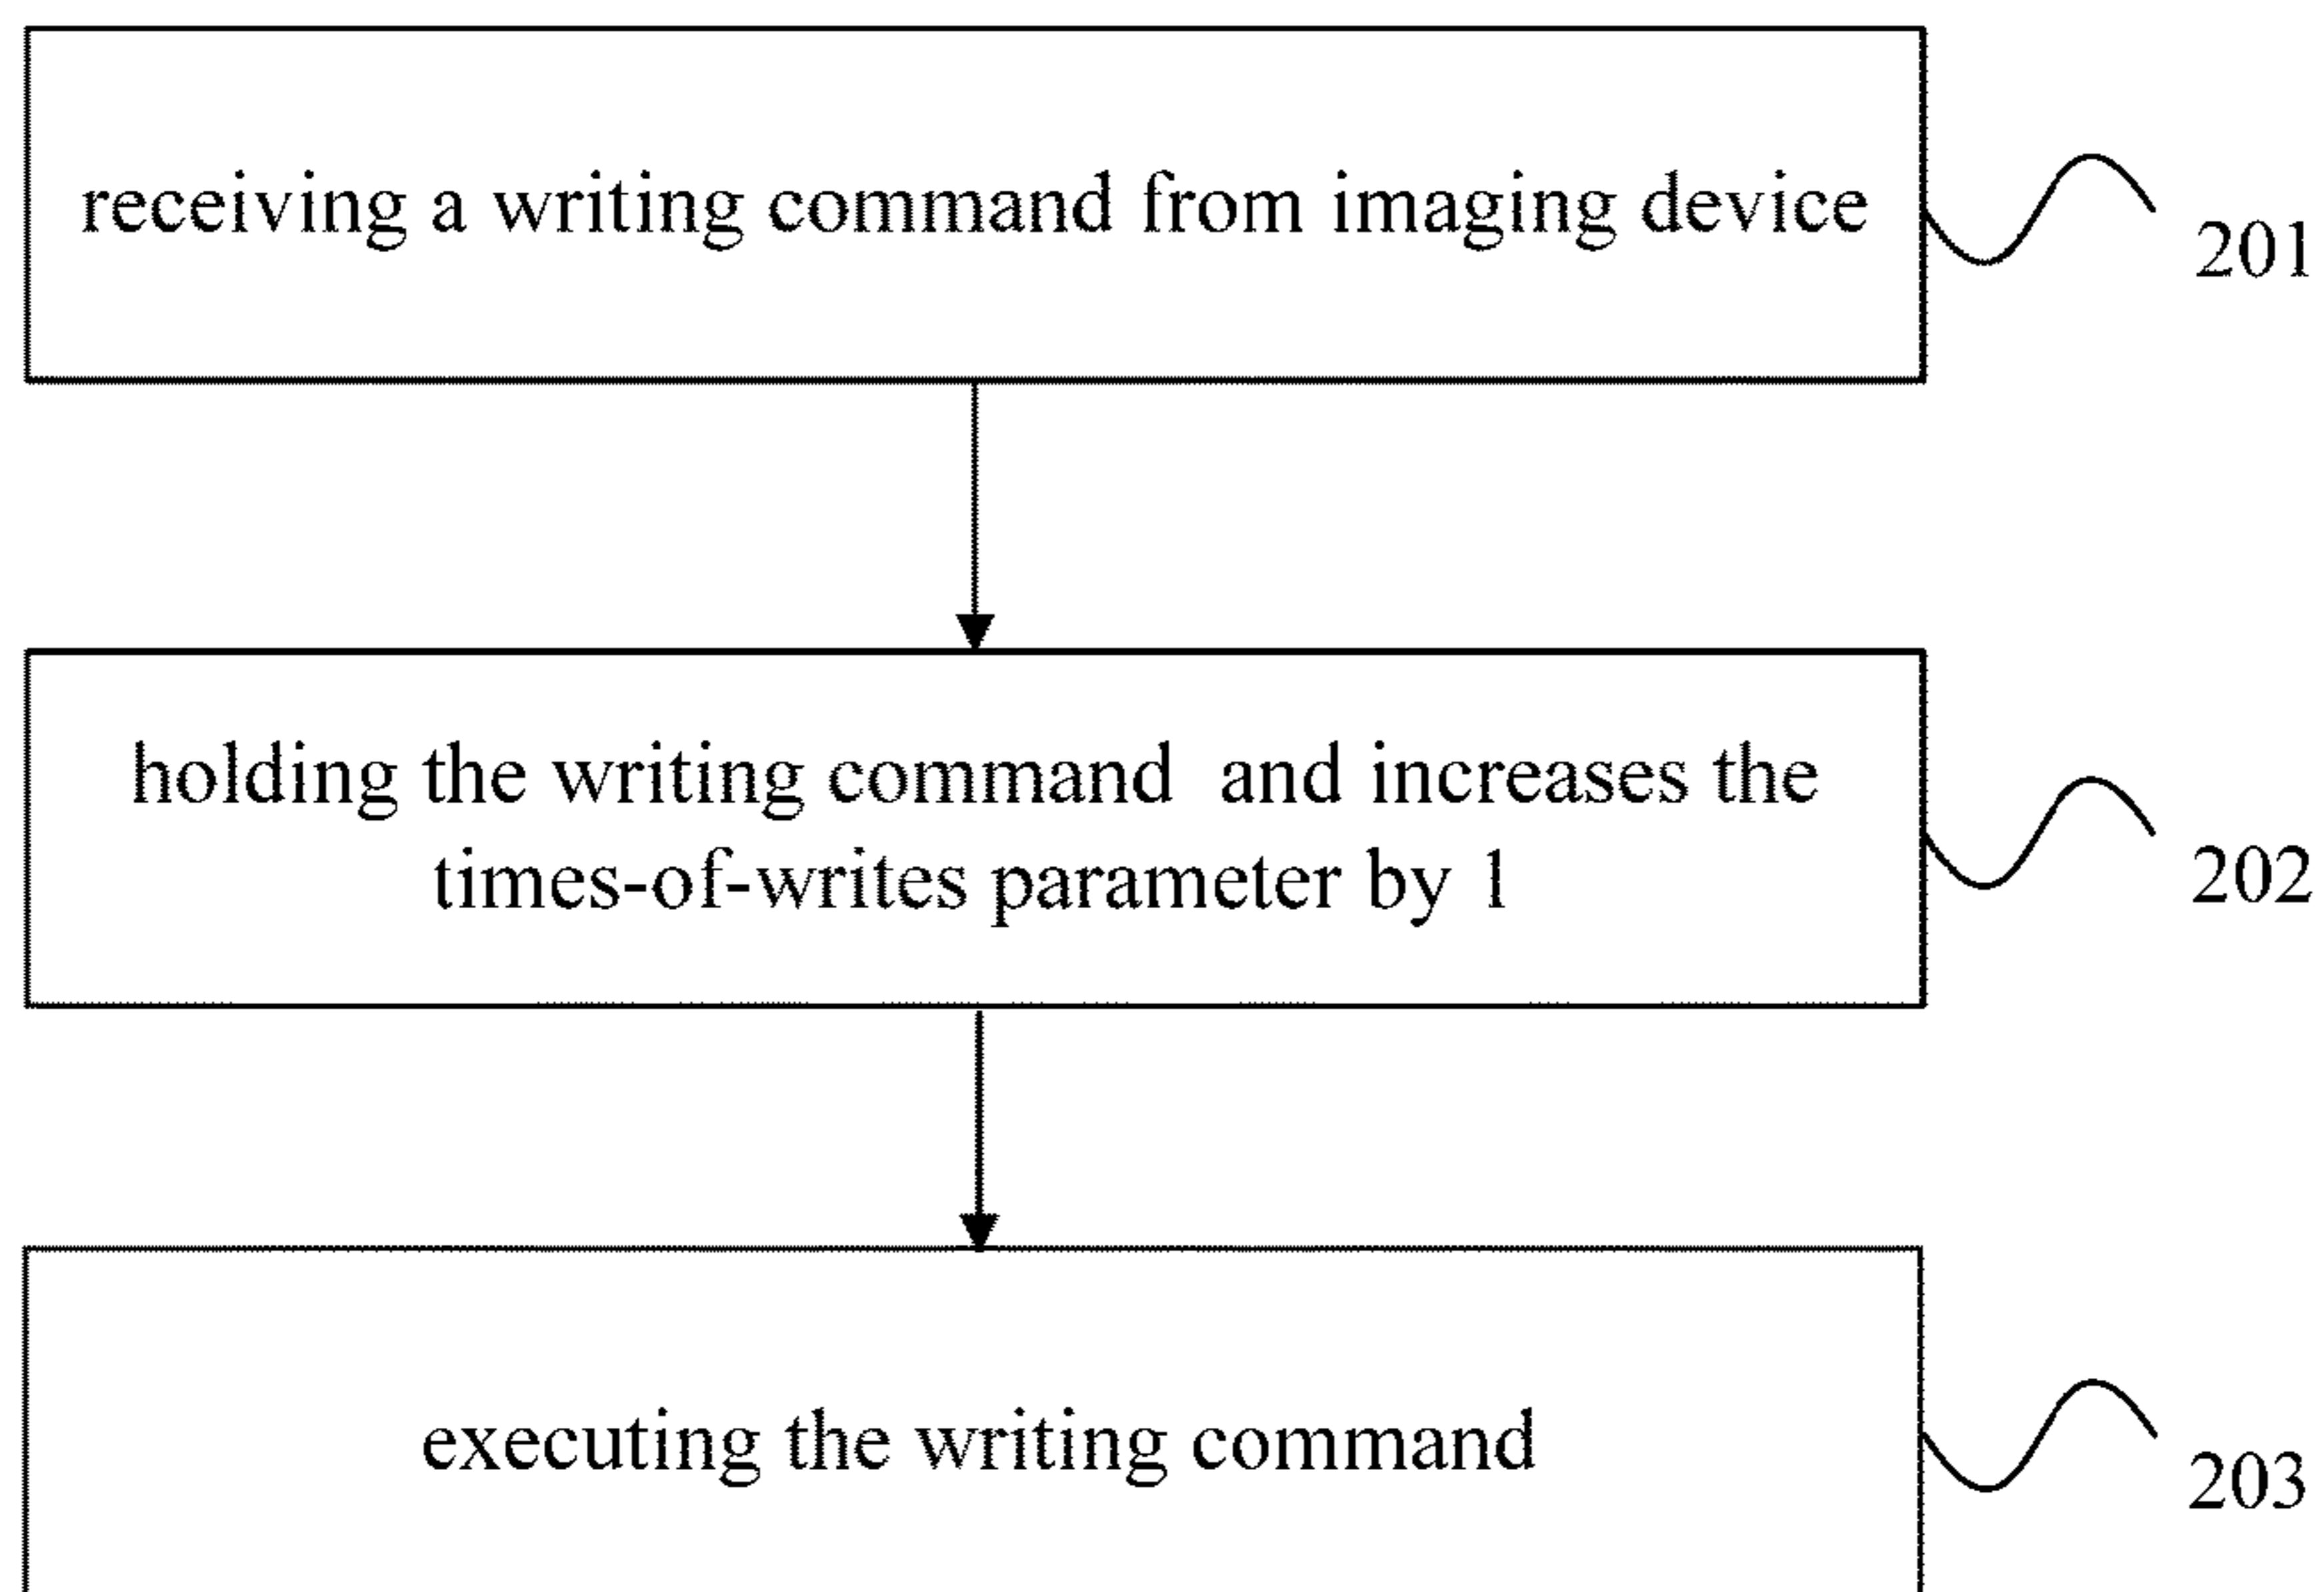 receiving a writing command from imaging device
201
holding the writing command and increases the
times-of-writes parameter by 1
202
executing the writing command
203